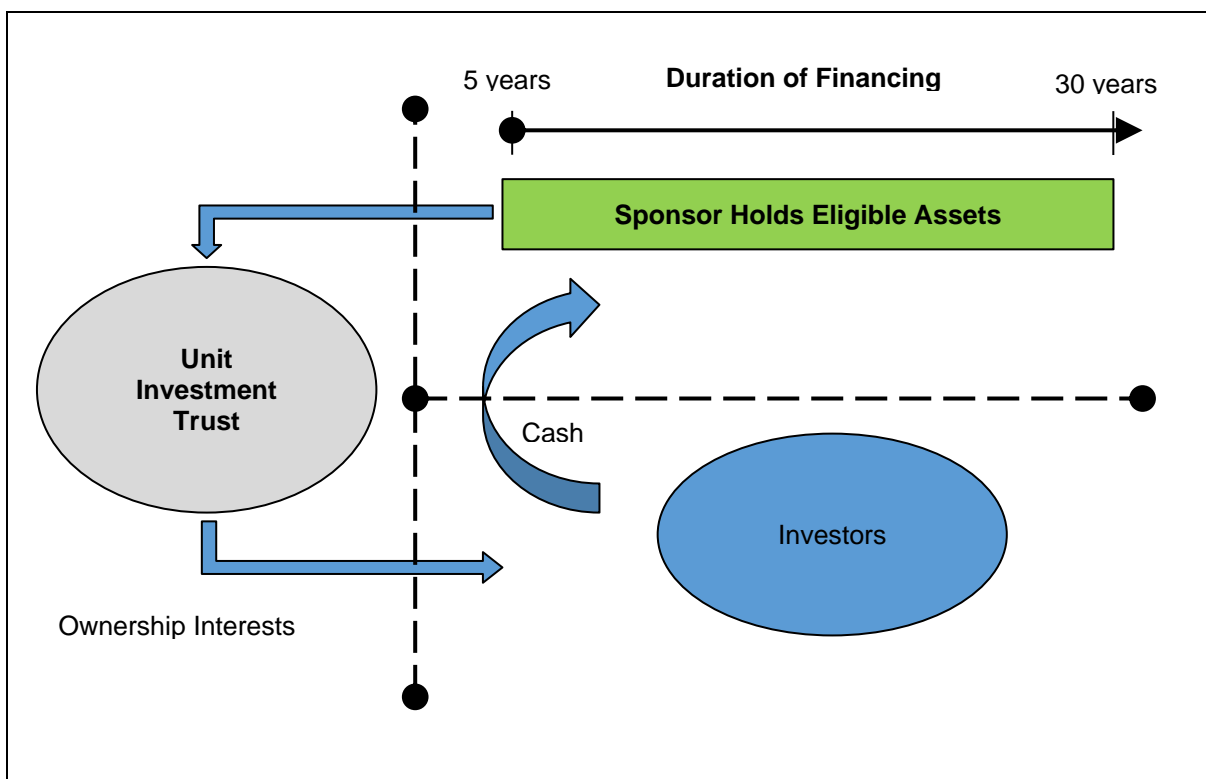 5 years
Duration of Financing
30 years
Sponsor Holds Eligible Assets
Unit
Investment
Trust
Cash
Investors
Ownership Interests